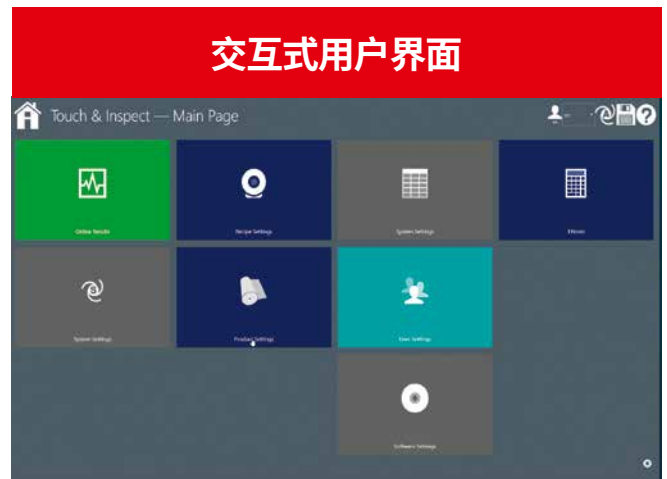 交互式用户界面
Touch & Inspect — Main Page
Online Results
Recipe Settings
System Settings
System Settings
Product Settings
User Settings
Software Settings